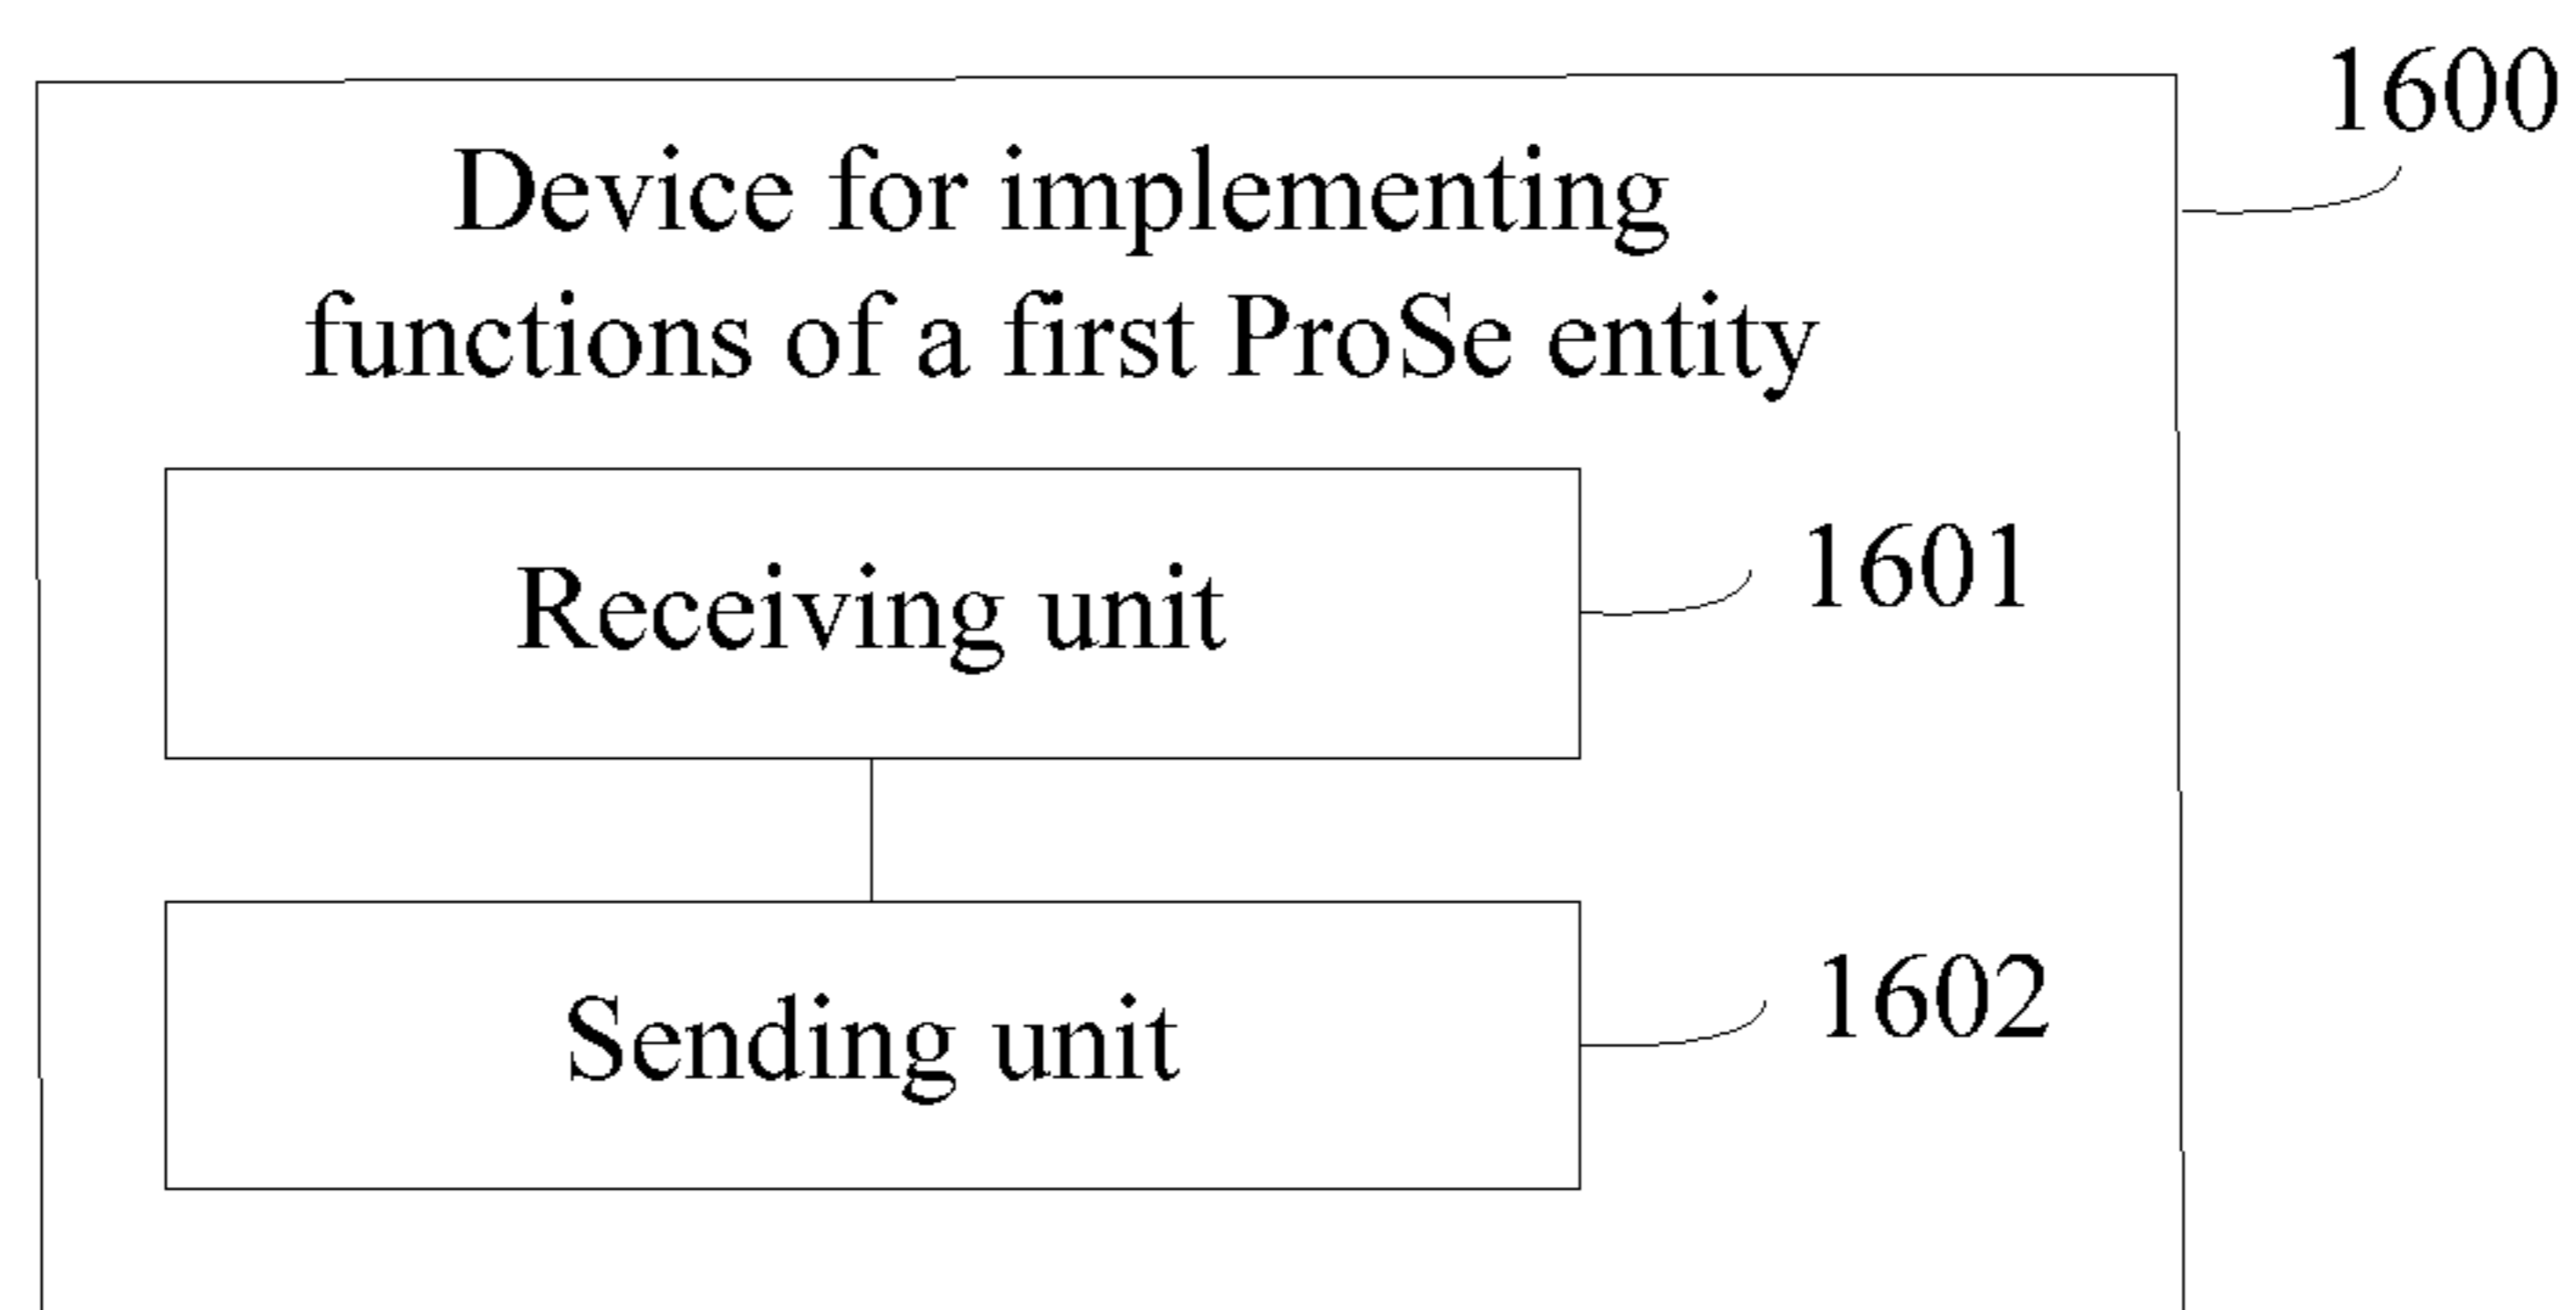 1600
Device for implementing
functions of a first ProSe entity
Receiving unit
1601
Sending unit
1602